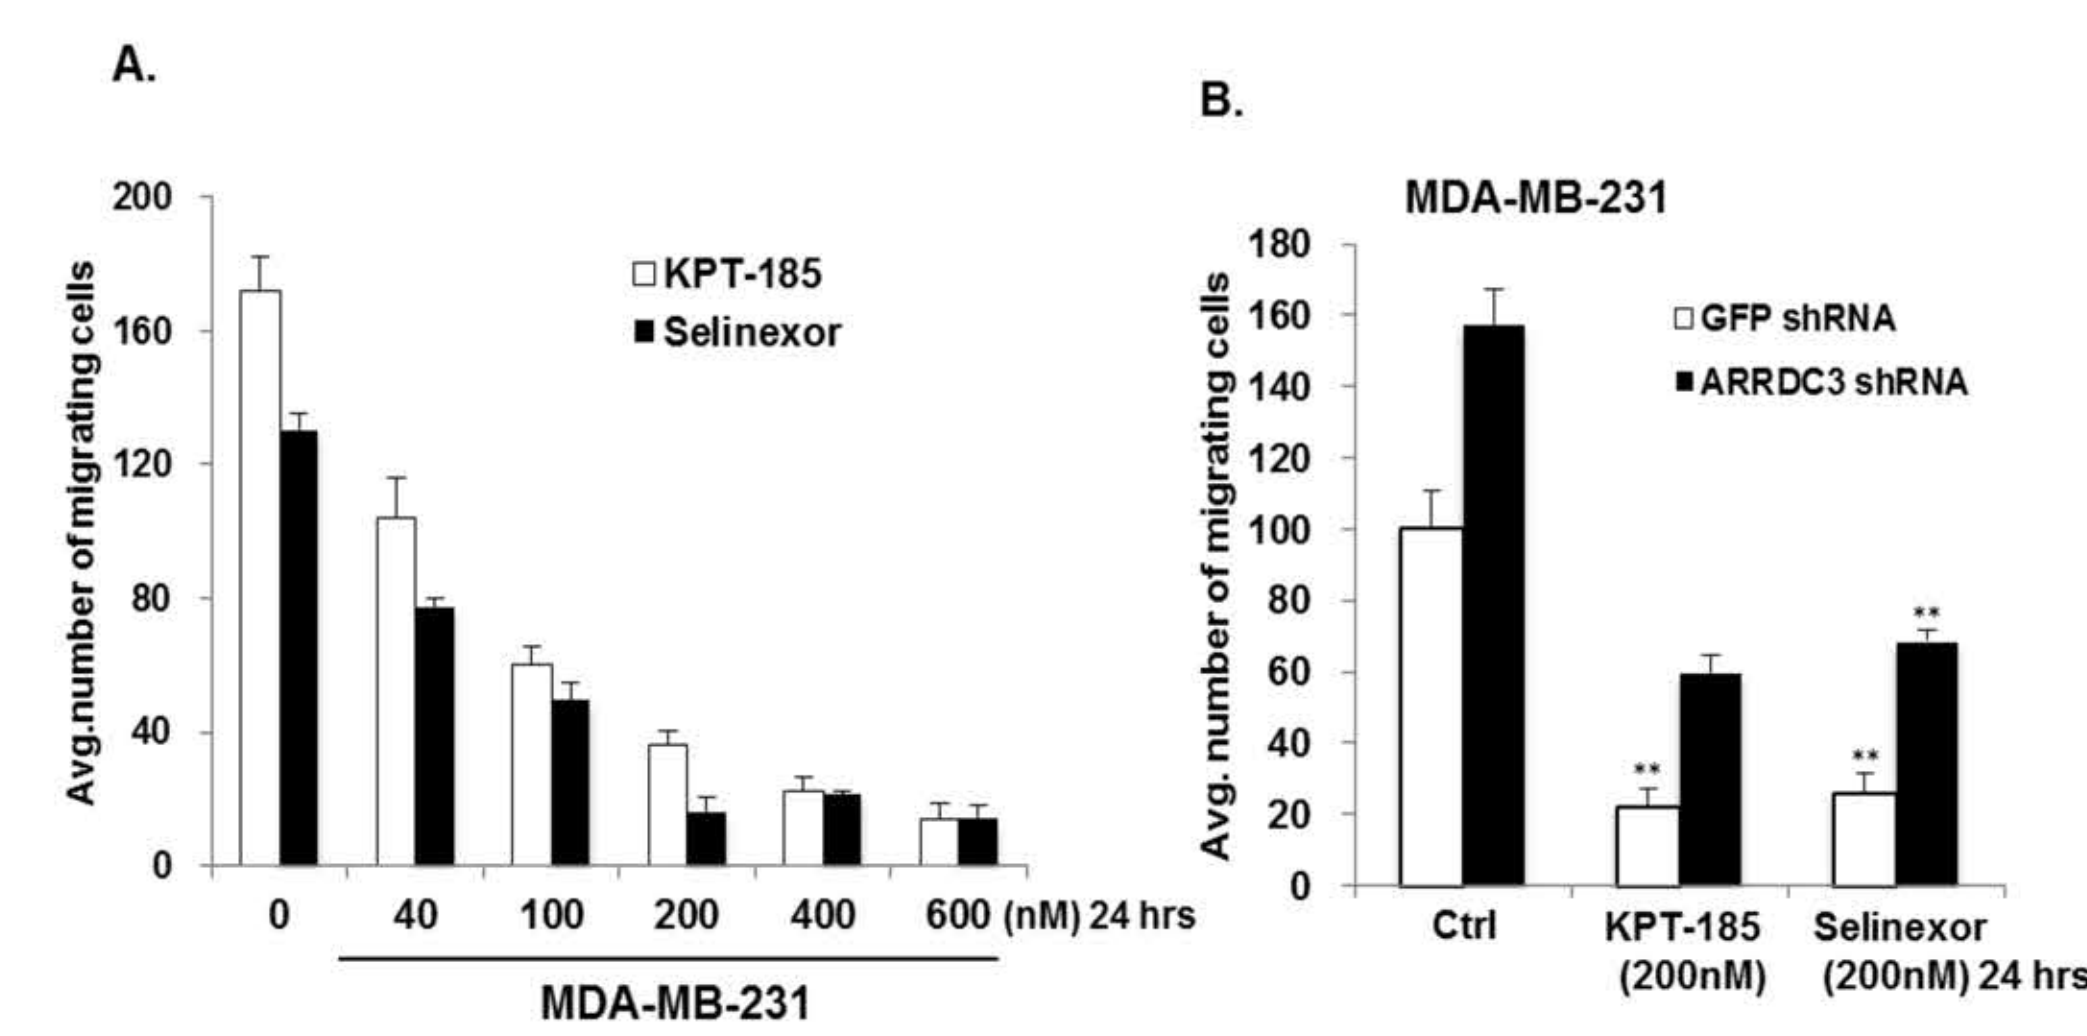 A.
Avg.number of migrating cells
200
160
120
80
40
0
KPT-185
Selinexor
0 40 100 200 400 600 (nM) 24 hrs
MDA-MB-231
B.
MDA-MB-231
Avg. number of migrating cells
180
160
140
120
100
80
60
40
20
0
GFP shRNA
ARRDC3 shRNA
**
**
**
Ctrl KPT-185 Selinexor
(200nM) (200nM) 24 hrs